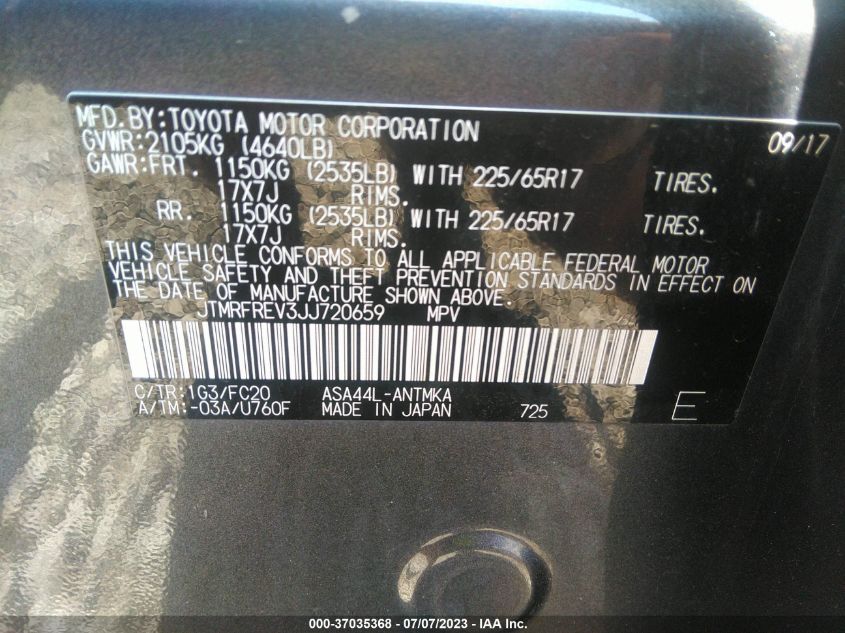 MFD.BY:TOYOTA MOTOR CORPORATION 09/17
GVWR:2105KG (4640LB)
GAWR:FRT. 1150KG (2535LB) WITH 225/65R17 TIRES.
17X7J RIMS.
RR. 1150KG (2535LB) WITH 225/65R17 TIRES.
17X7J RIMS.
THIS VEHICLE CONFORMS TO ALL APPLICABLE FEDERAL MOTOR
VEHICLE SAFETY AND THEFT PREVENTION STANDARDS IN EFFECT ON
THE DATE OF MANUFACTURE SHOWN ABOVE.
JTMRFREV3JJ720659 MPV
C/TR:1G3/FC20 ASA44L-ANTMKA
A/TM:-03A/U760F MADE IN JAPAN 725 E
000-37035368 - 07/07/2023 - IAA Inc.